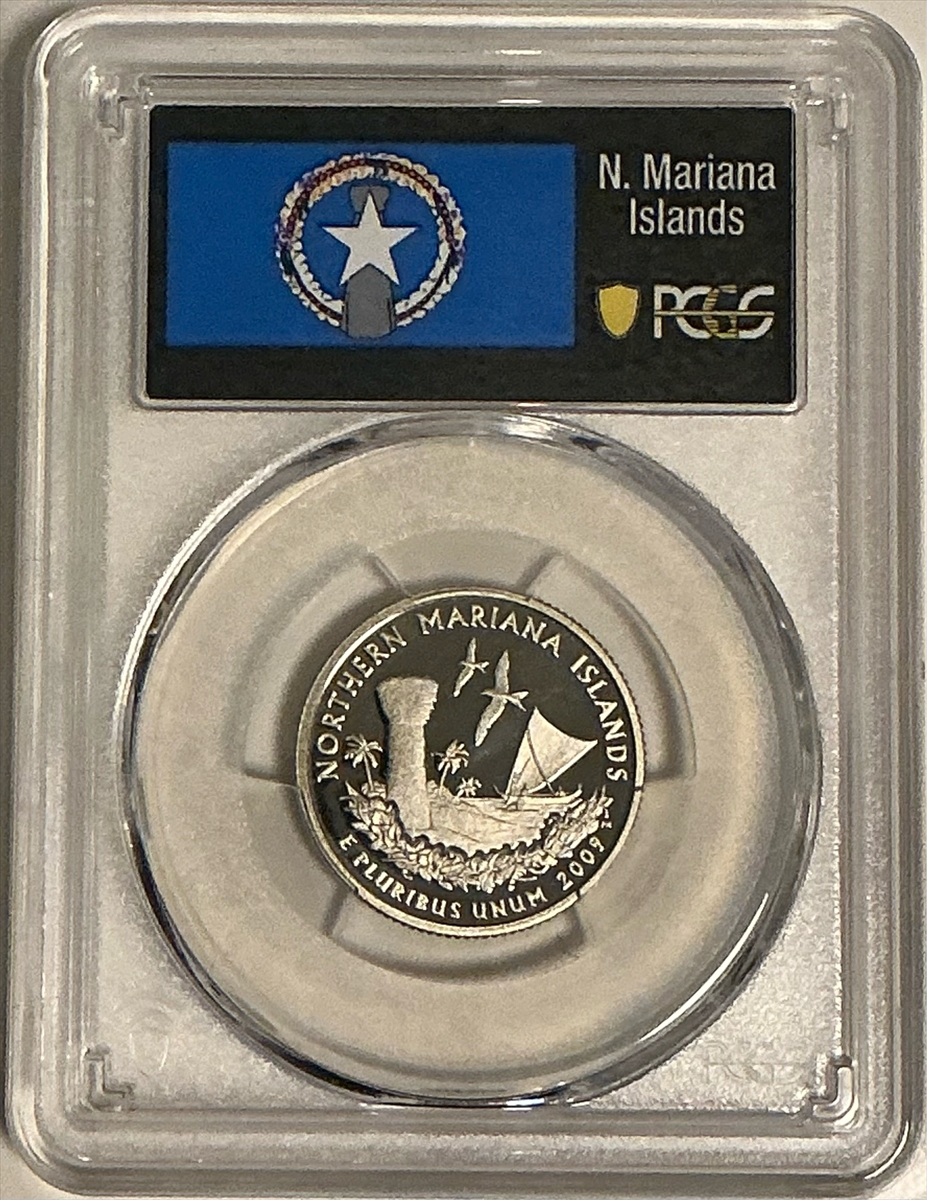 N. Mariana
Islands
PCGS
NORTHERN MARIANA ISLANDS
E PLURIBUS UNUM 2009